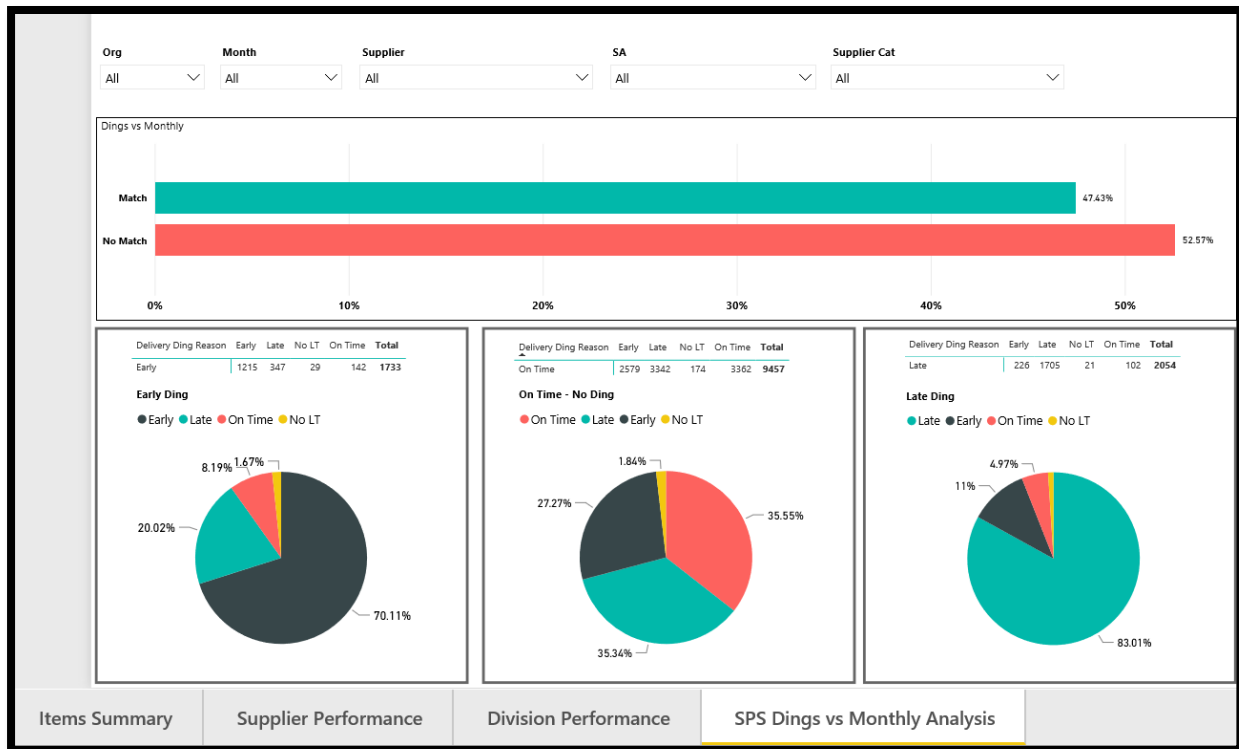 Org Month Supplier SA Supplier Cat
All All All All All
Dings vs Monthly
Match 47.43%
No Match 52.57%
0% 10% 20% 30% 40% 50%
Delivery Ding Reason Early Late No LT On Time Total
Early 1215 347 29 142 1733
Early Ding
Early Late On Time No LT
1.67%
8.19%
20.02%
70.11%
Delivery Ding Reason Early Late No LT On Time Total
On Time 2579 3342 174 3362 9457
On Time - No Ding
On Time Late Early No LT
1.84%
27.27%
35.55%
35.34%
Delivery Ding Reason Early Late No LT On Time Total
Late 226 1705 21 102 2054
Late Ding
Late Early On Time No LT
4.97%
11%
83.01%
Items Summary Supplier Performance Division Performance SPS Dings vs Monthly Analysis